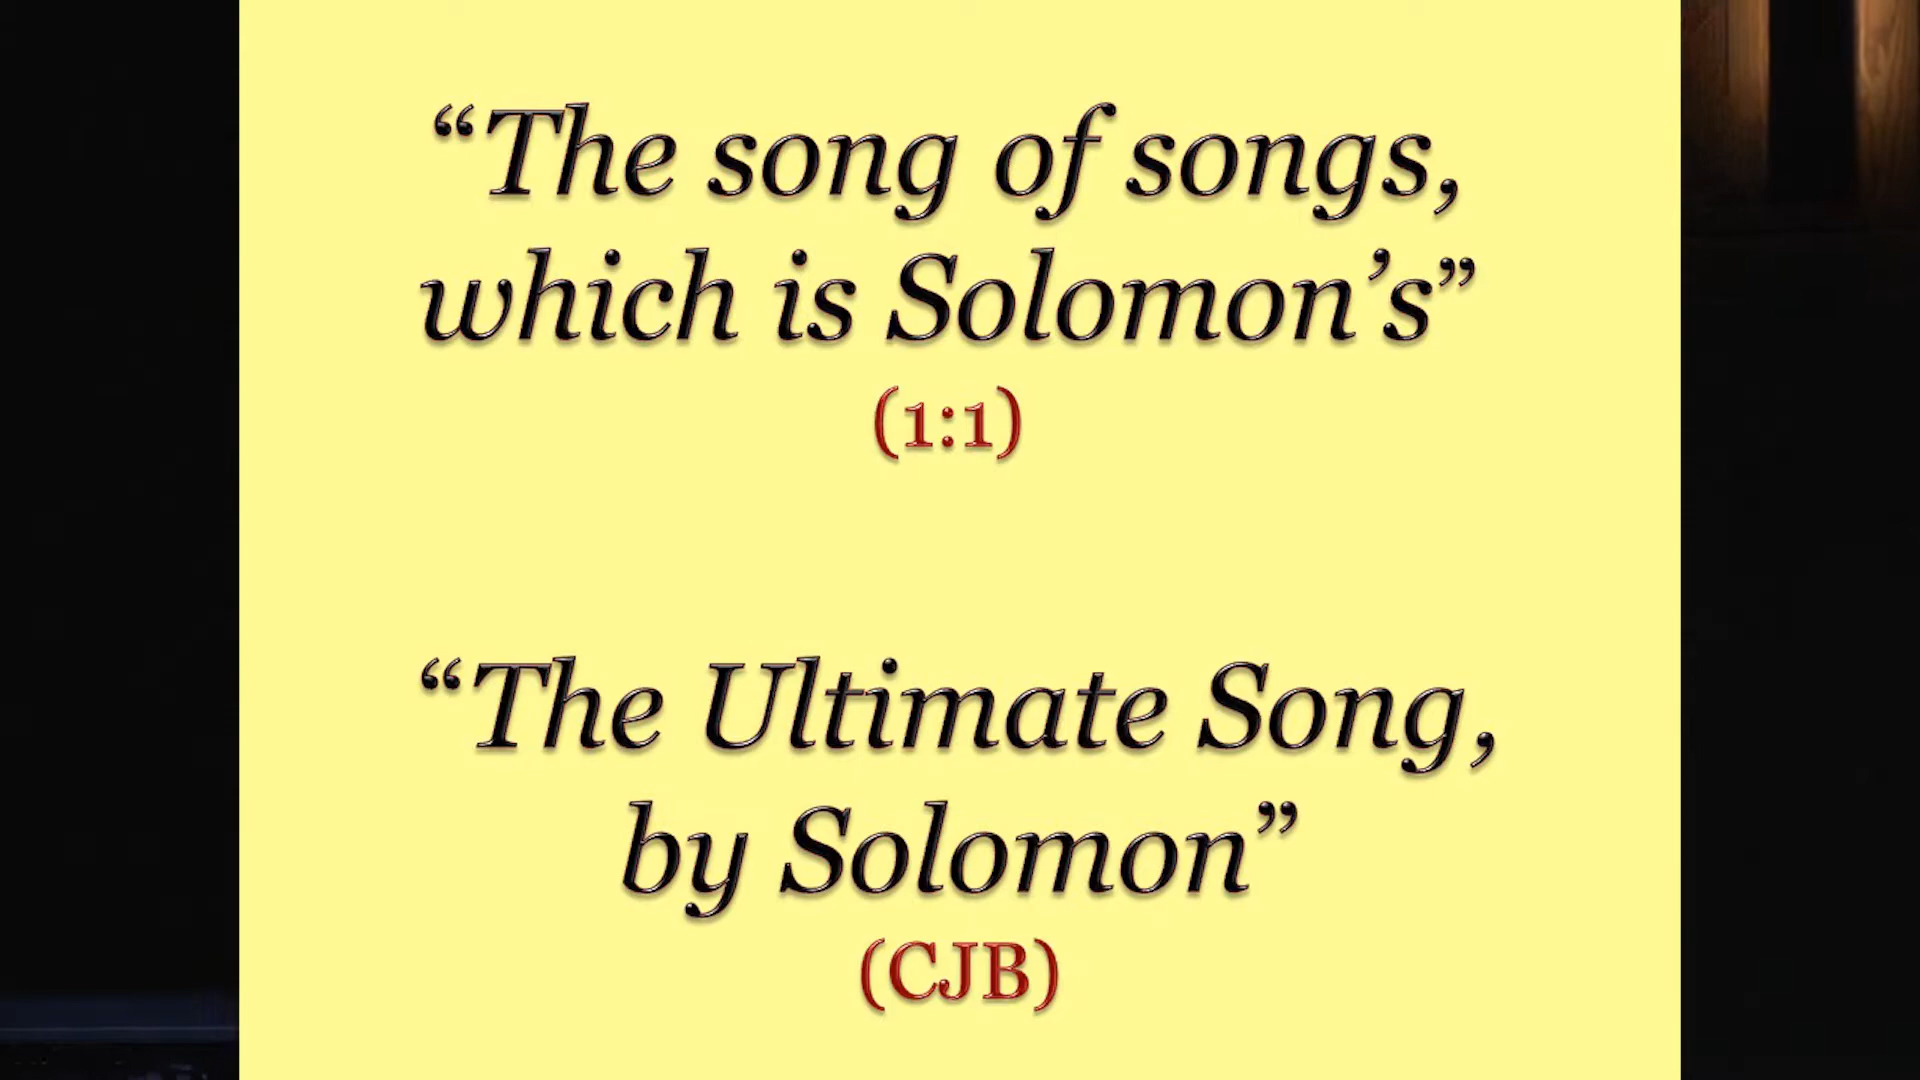 “The song of songs,
which is Solomon’s”
(1:1)
“The Ultimate Song,
by Solomon”
(CJB)